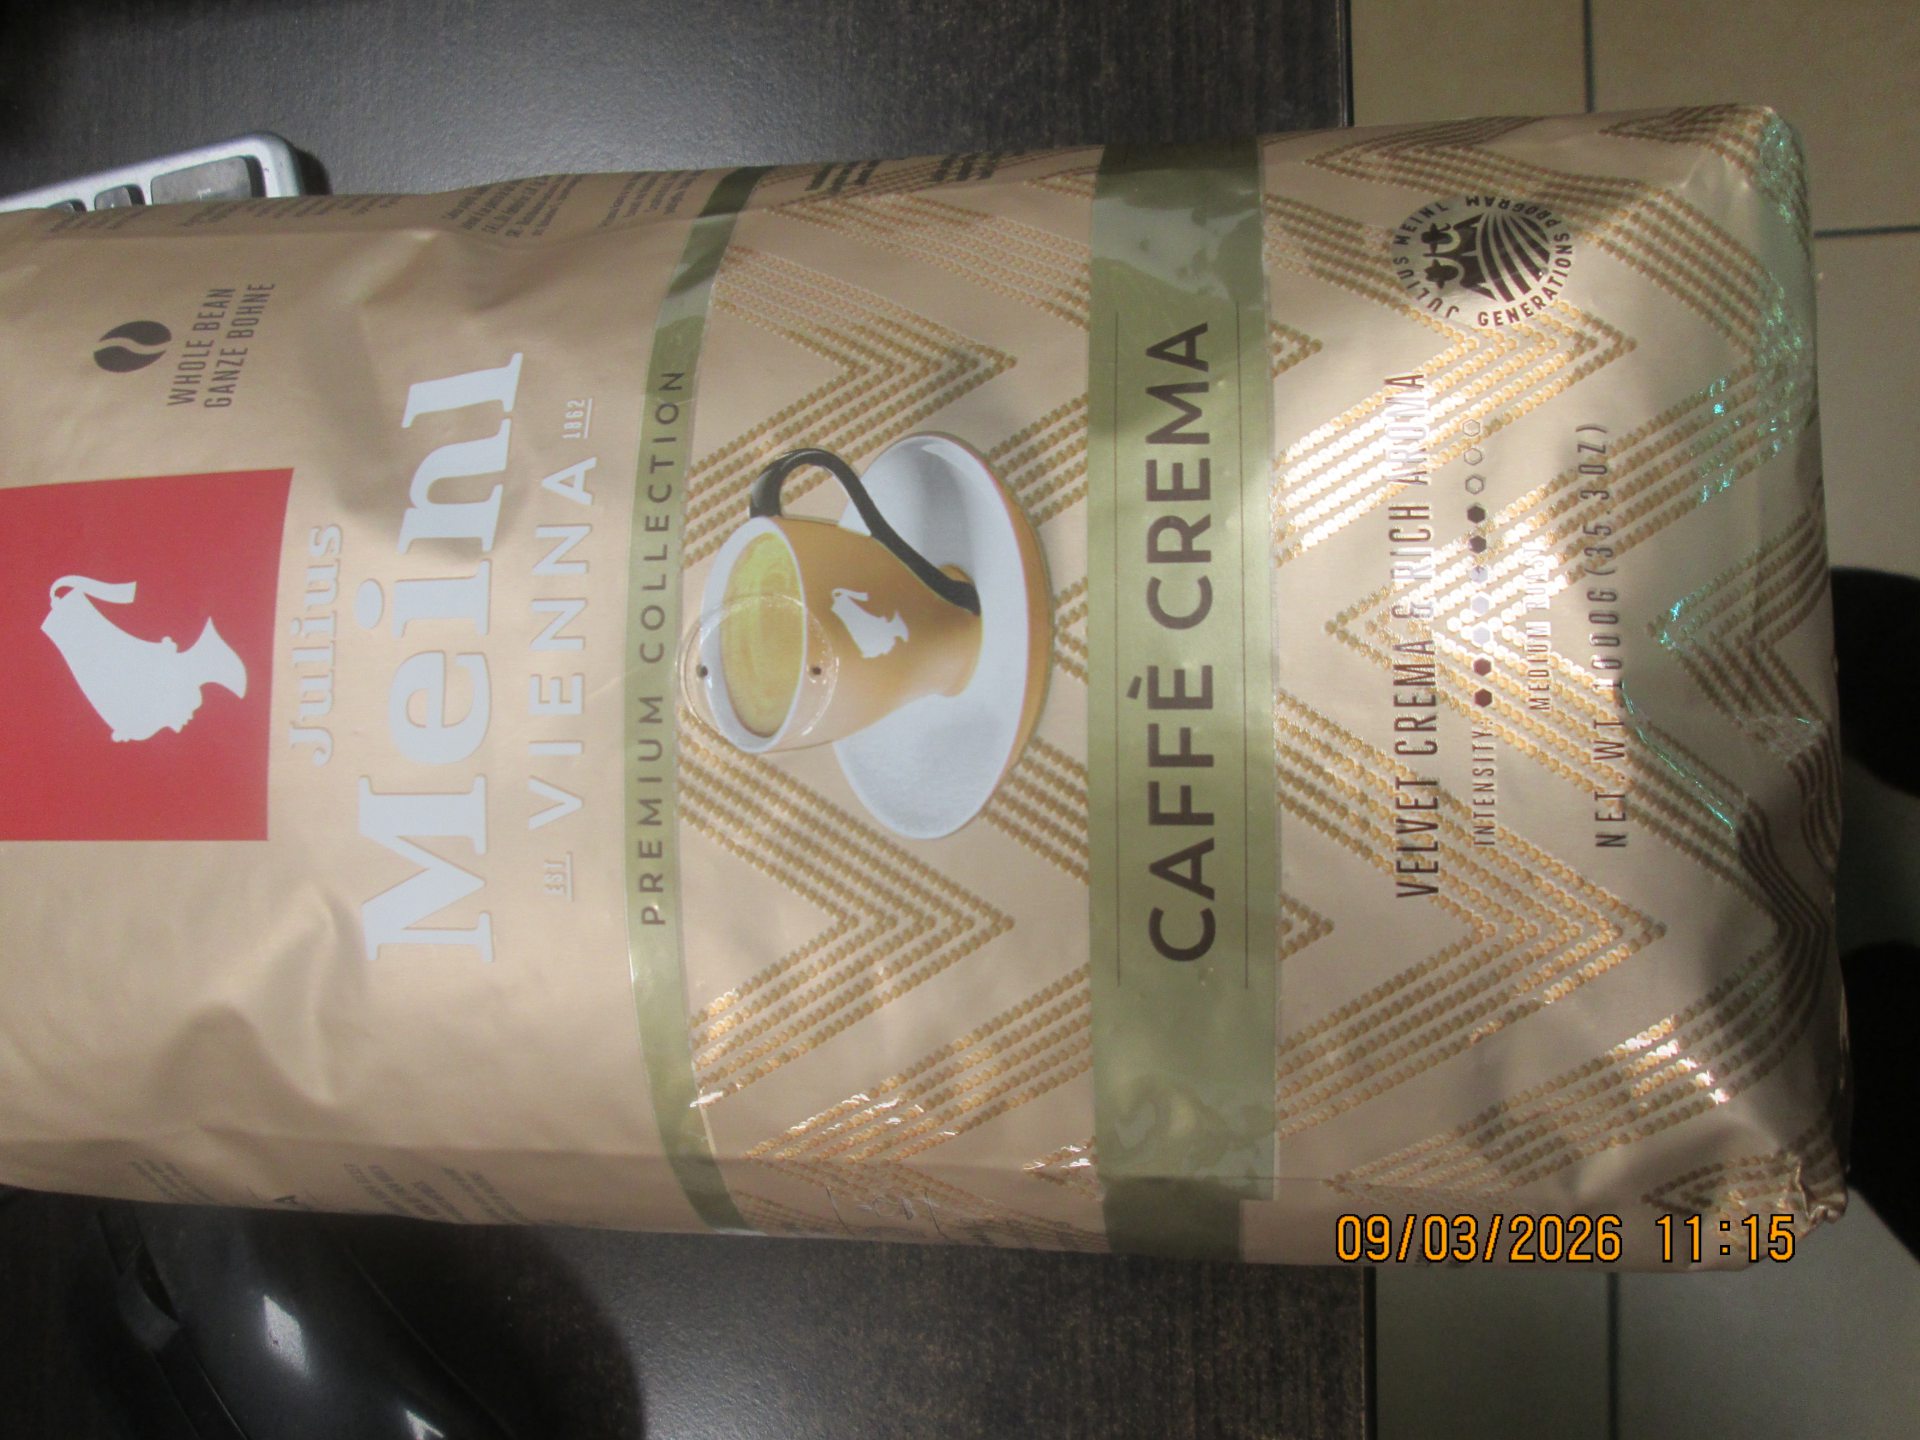 WHOLE BEAN
GANZE BOHNE
Julius
Meinl
EST VIENNA 1862
PREMIUM COLLECTION
CAFFÈ CREMA
JULIUS MEINL GENERATIONS PROGRAM
VELVET CREMA & RICH AROMA
INTENSITY:
MEDIUM ROAST
NET.WT.1000G (35.3OZ)
09/03/2026 11:15